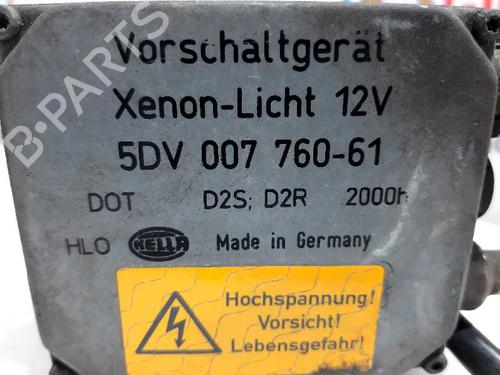 Vorschaltgerät
Xenon-Licht 12V
5DV 007 760-61
DOT D2S; D2R 2000h
HLO HELLA Made in Germany
Hochspannung!
Vorsicht!
Lebensgefahr!
B-PARTS